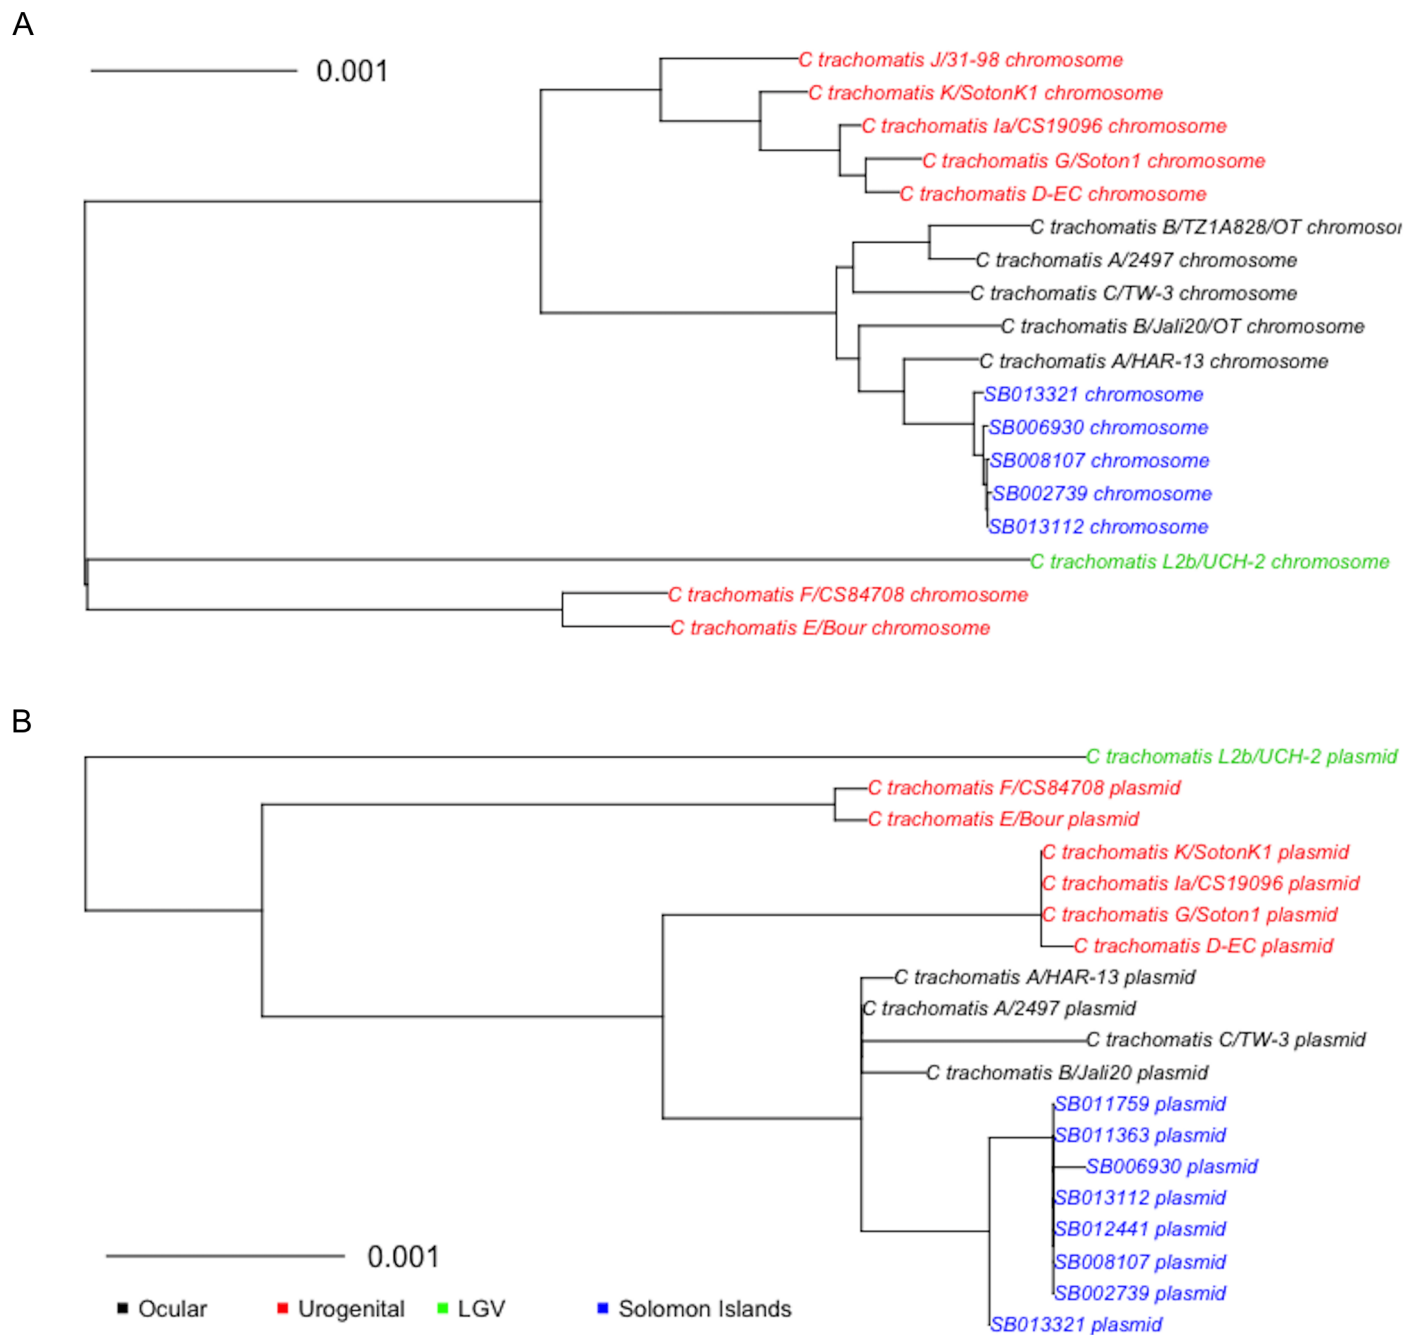 A
0.001
C trachomatis J/31-98 chromosome
C trachomatis K/SotonK1 chromosome
C trachomatis Ia/CS19096 chromosome
C trachomatis G/Soton1 chromosome
C trachomatis D-EC chromosome
C trachomatis B/TZ1A828/OT chromosor
C trachomatis A/2497 chromosome
C trachomatis C/TW-3 chromosome
C trachomatis B/Jali20/OT chromosome
C trachomatis A/HAR-13 chromosome
SB013321 chromosome
SB006930 chromosome
SB008107 chromosome
SB002739 chromosome
SB013112 chromosome
C trachomatis L2b/UCH-2 chromosome
C trachomatis F/CS84708 chromosome
C trachomatis E/Bour chromosome
B
C trachomatis L2b/UCH-2 plasmid
C trachomatis F/CS84708 plasmid
C trachomatis E/Bour plasmid
C trachomatis K/SotonK1 plasmid
C trachomatis Ia/CS19096 plasmid
C trachomatis G/Soton1 plasmid
C trachomatis D-EC plasmid
C trachomatis A/HAR-13 plasmid
C trachomatis A/2497 plasmid
C trachomatis C/TW-3 plasmid
C trachomatis B/Jali20 plasmid
SB011759 plasmid
SB011363 plasmid
SB006930 plasmid
SB013112 plasmid
SB012441 plasmid
SB008107 plasmid
SB002739 plasmid
SB013321 plasmid
0.001
Ocular Urogenital LGV Solomon Islands